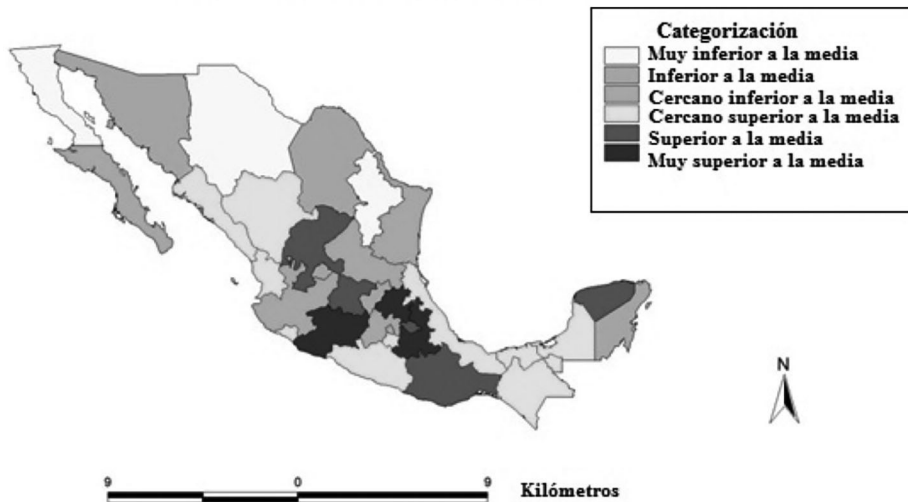 Categorización
Muy inferior a la media
Inferior a la media
Cercano inferior a la media
Cercano superior a la media
Superior a la media
Muy superior a la media
N
9 0 9 Kilómetros